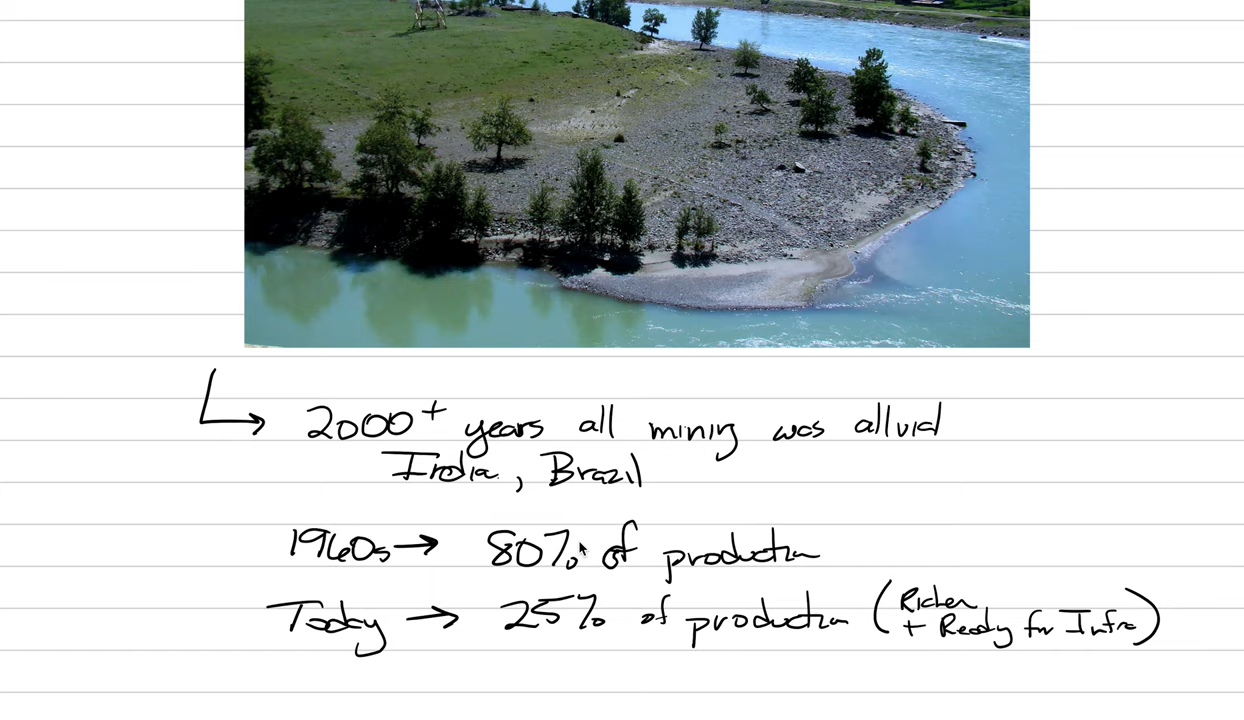 2000+ years all mining was alluvial
India, Brazil
1960s → 80% of production
Today → 25% of production (Richer
+ Ready for Infra)